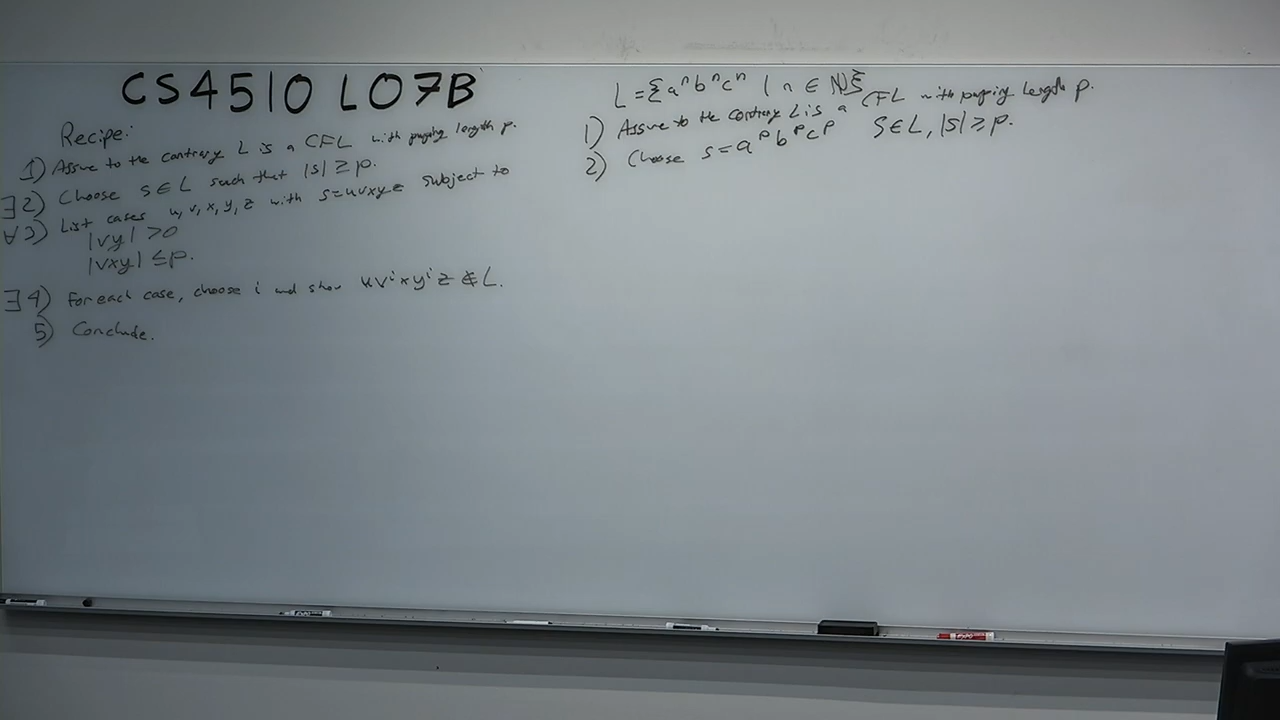 CS4510 L07B
Recipe:
1) Assume to the contrary L is a CFL with pumping length p.
∃2) Choose s ∈ L such that |s| ≥ p.
∀3) List cases u, v, x, y, z with s=uvxyz subject to
|vy| > 0
|vxy| ≤ p.
∃4) For each case, choose i and show uvⁱxyⁱz ∉ L.
5) Conclude.
L = {aⁿbⁿcⁿ | n ∈ ℕ}
1) Assume to the contrary L is a CFL with pumping length p.
2) Choose s = aᵖbᵖcᵖ s ∈ L, |s| ≥ p.